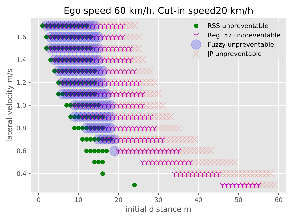 Ego speed 60 km/h. Cut-in speed20 km/h
RSS unpreventable
Reg157 unpreventable
Fuzzy unpreventable
JP unpreventable
lateral velocity m/s
1.6
1.4
1.2
1.0
0.8
0.6
0.4
0
10
20
30
40
50
60
initial distance m